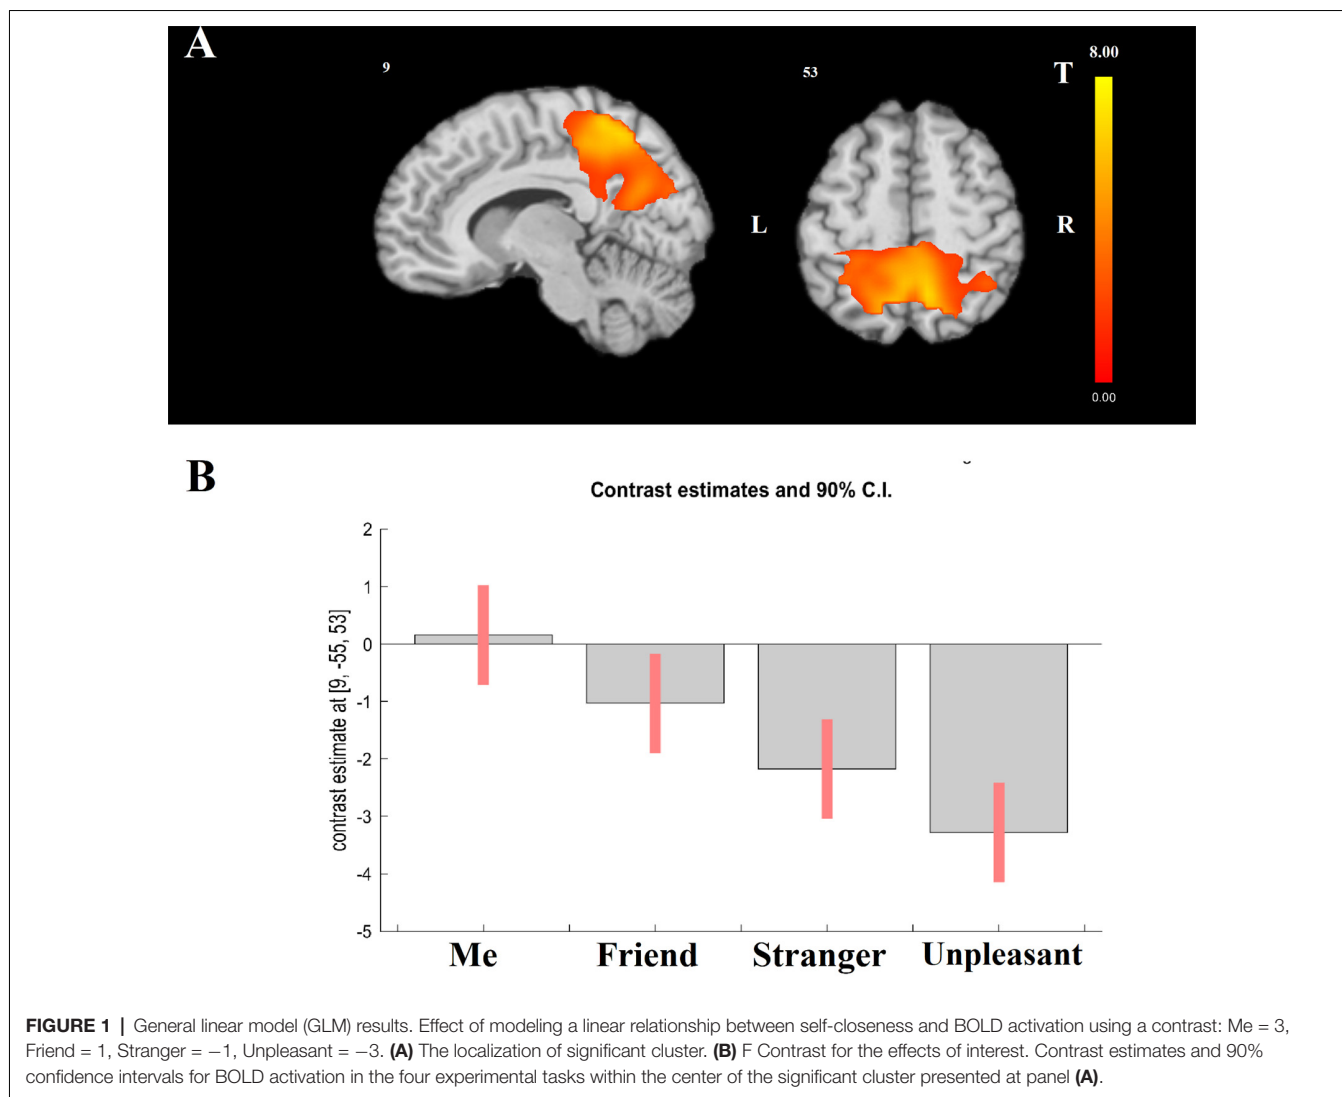 A
9
53
8.00
T
L
R
0.00
B
Contrast estimates and 90% C.I.
contrast estimate at [9, -55, 53]
2
1
0
-1
-2
-3
-4
-5
Me Friend Stranger Unpleasant
FIGURE 1 | General linear model (GLM) results. Effect of modeling a linear relationship between self-closeness and BOLD activation using a contrast: Me = 3,
Friend = 1, Stranger = −1, Unpleasant = −3. (A) The localization of significant cluster. (B) F Contrast for the effects of interest. Contrast estimates and 90%
confidence intervals for BOLD activation in the four experimental tasks within the center of the significant cluster presented at panel (A).